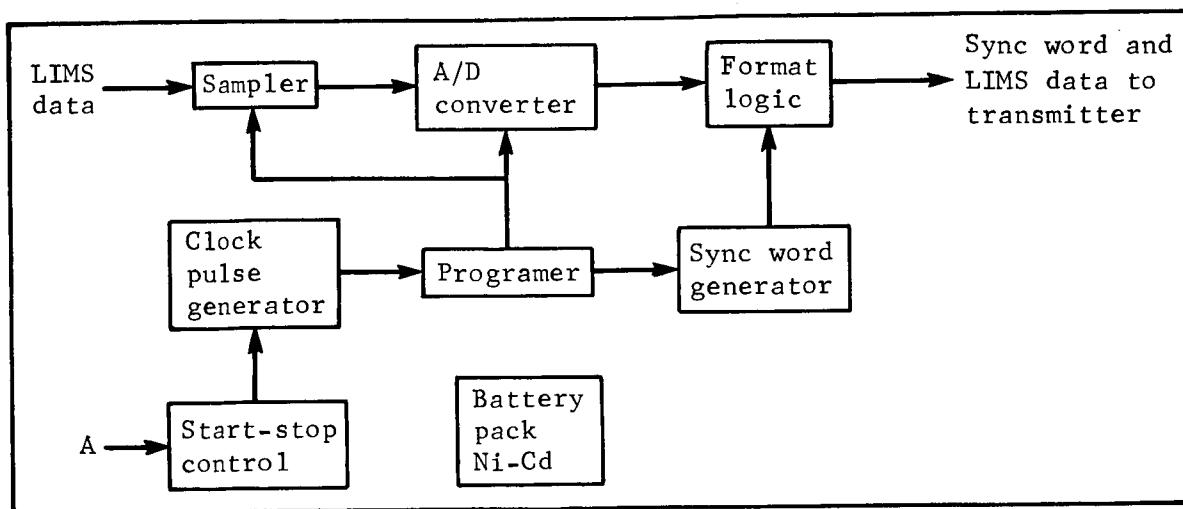 LIMS
data
Sampler
A/D
converter
Format
logic
Sync word and
LIMS data to
transmitter
Clock
pulse
generator
Programer
Sync word
generator
A
Start-stop
control
Battery
pack
Ni-Cd